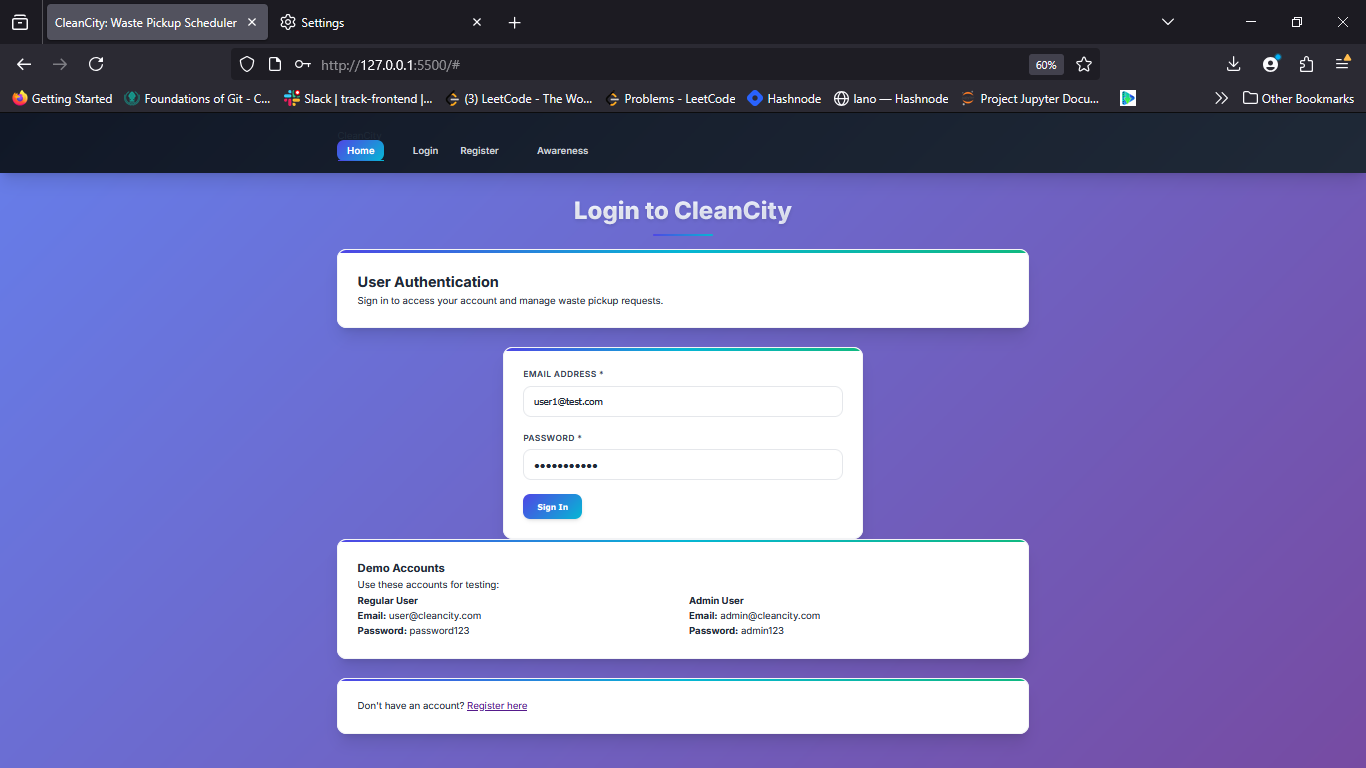 CleanCity: Waste Pickup Scheduler
Settings
http://127.0.0.1:5500/#
60%
Getting Started
Foundations of Git - C...
Slack | track-frontend |...
(3) LeetCode - The Wo...
Problems - LeetCode
Hashnode
Iano — Hashnode
Project Jupyter Docu...
Other Bookmarks
Home
Login
Register
Awareness
Login to CleanCity
User Authentication
Sign in to access your account and manage waste pickup requests.
EMAIL ADDRESS *
user1@test.com
PASSWORD *
Sign In
Demo Accounts
Use these accounts for testing:
Regular User
Email: user@cleancity.com
Password: password123
Admin User
Email: admin@cleancity.com
Password: admin123
Don't have an account? Register here